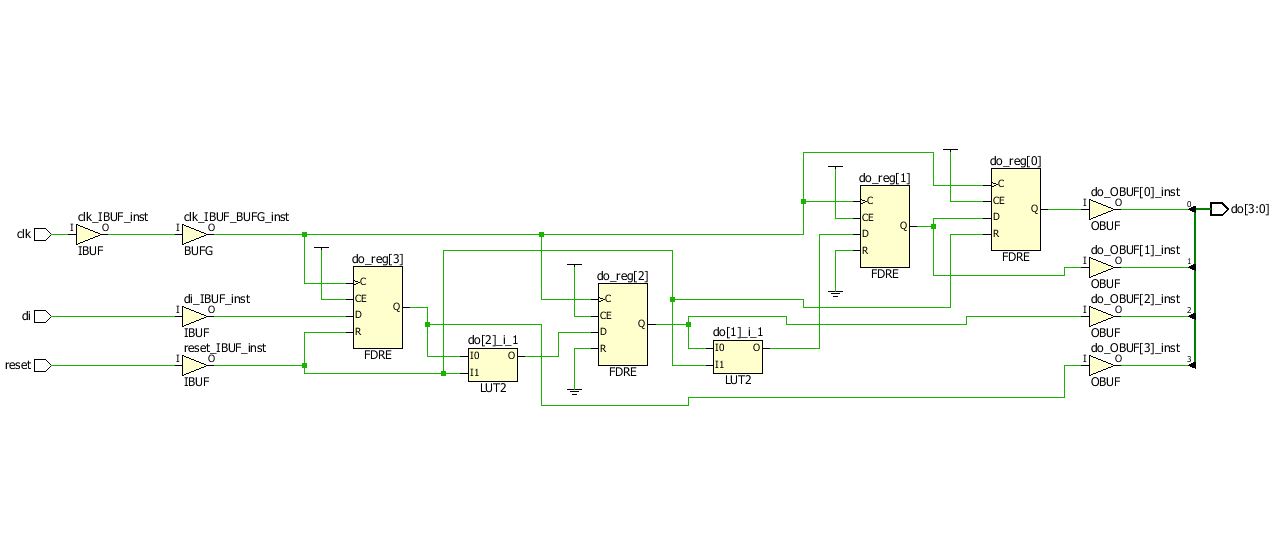 clk
clk_IBUF_inst
I
O
IBUF
clk_IBUF_BUFG_inst
I
O
BUFG
di
di_IBUF_inst
I
O
IBUF
reset
reset_IBUF_inst
I
O
IBUF
do_reg[3]
C
CE
D
R
Q
FDRE
do[2]_i_1
I0
I1
O
LUT2
do_reg[2]
C
CE
D
R
Q
FDRE
do[1]_i_1
I0
I1
O
LUT2
do_reg[1]
C
CE
D
R
Q
FDRE
do_reg[0]
C
CE
D
R
Q
FDRE
do_OBUF[0]_inst
I
O
OBUF
0
do_OBUF[1]_inst
I
O
OBUF
1
do_OBUF[2]_inst
I
O
OBUF
2
do_OBUF[3]_inst
I
O
OBUF
3
do[3:0]